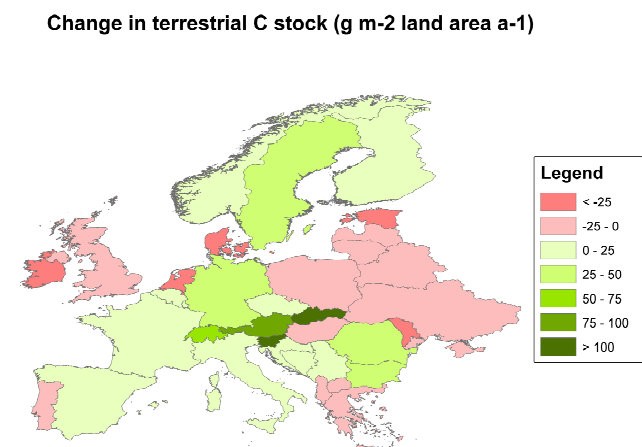 Change in terrestrial C stock (g m-2 land area a-1)
Legend
< -25
-25 - 0
0 - 25
25 - 50
50 - 75
75 - 100
> 100